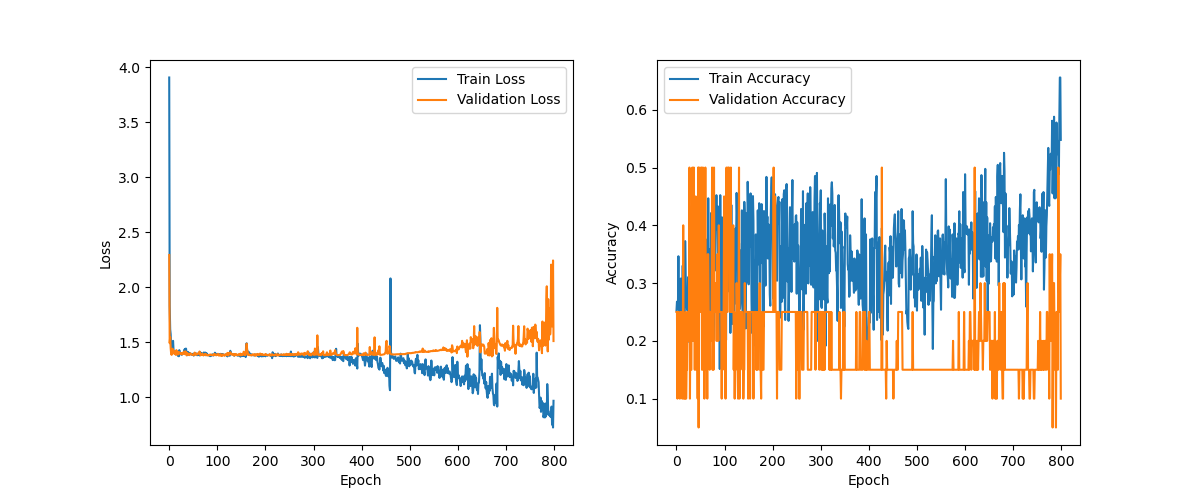 4.0
3.5
3.0
2.5
2.0
1.5
1.0
Loss
0 100 200 300 400 500 600 700 800
Epoch
Train Loss
Validation Loss
0.6
0.5
0.4
0.3
0.2
0.1
Accuracy
0 100 200 300 400 500 600 700 800
Epoch
Train Accuracy
Validation Accuracy